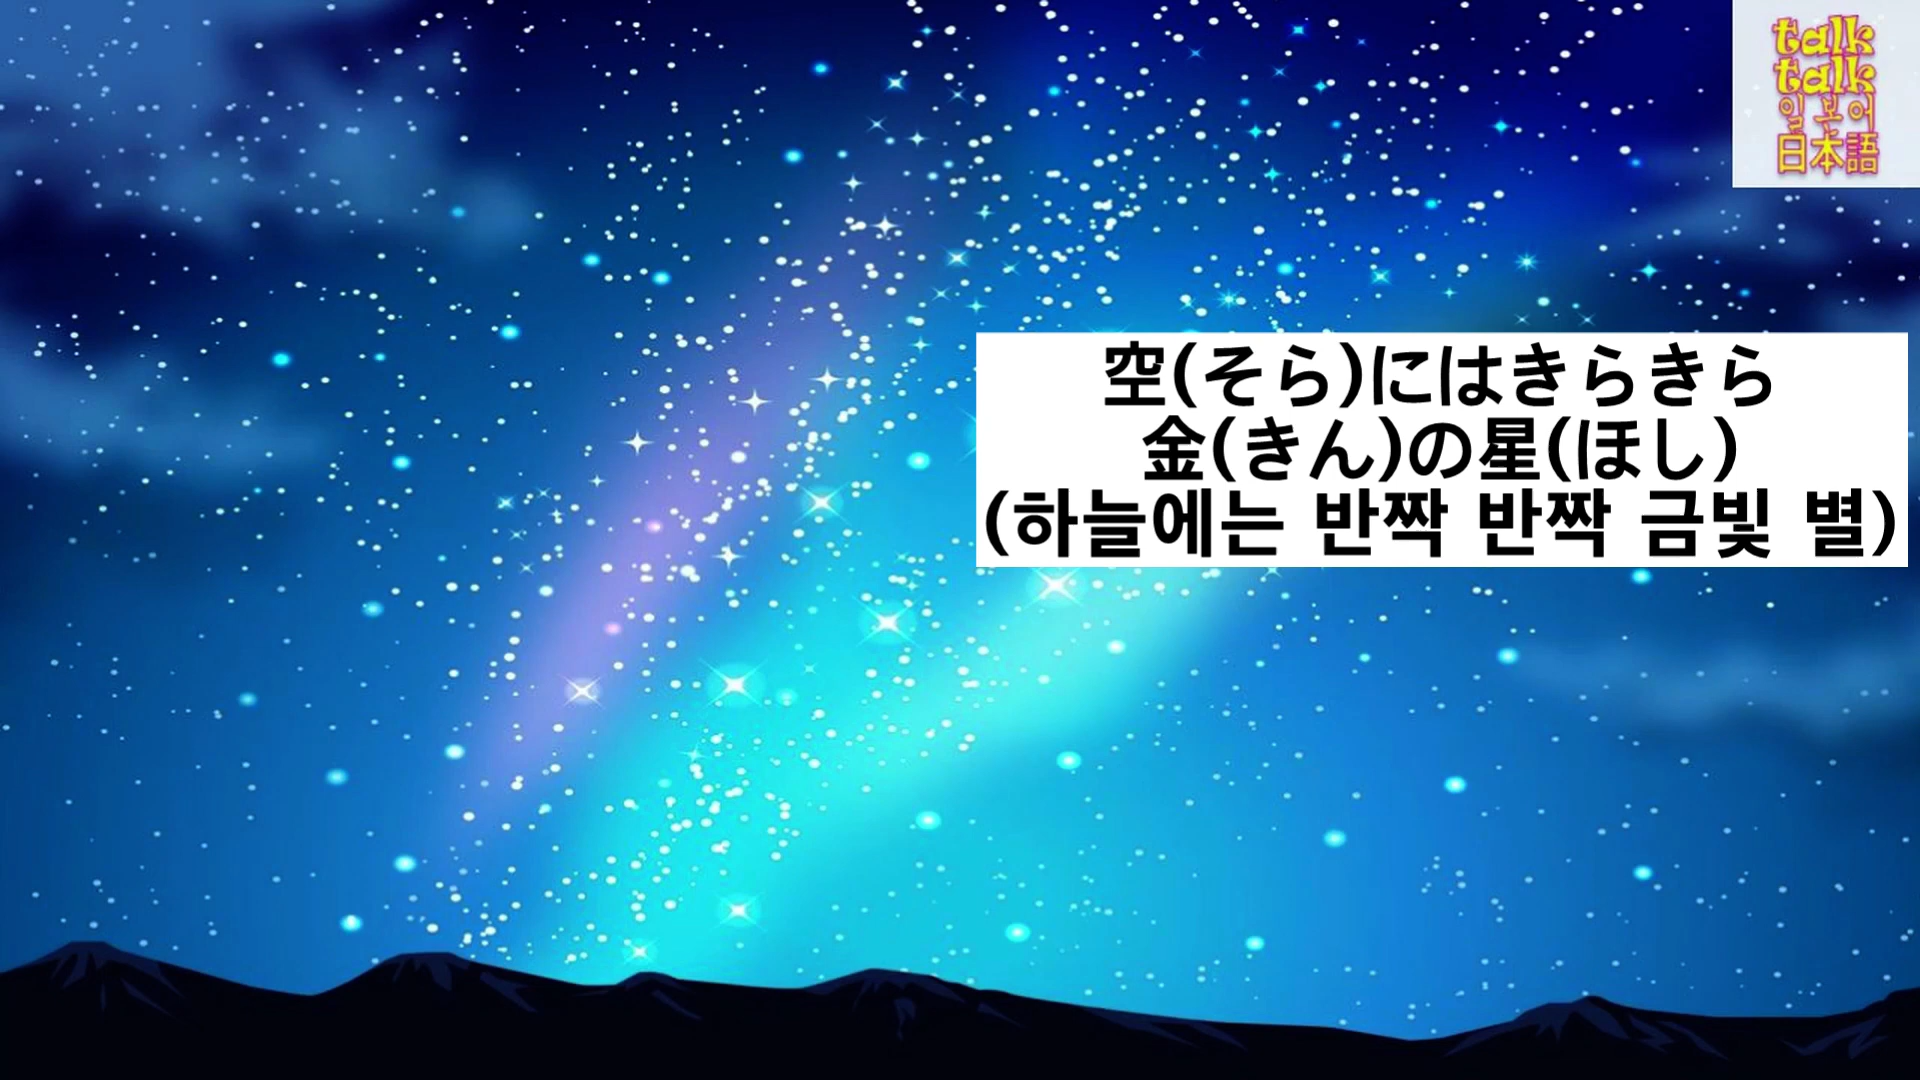 talk
talk
일본어
日本語
空(そら)にはきらきら
金(きん)の星(ほし)
(하늘에는 반짝 반짝 금빛 별)